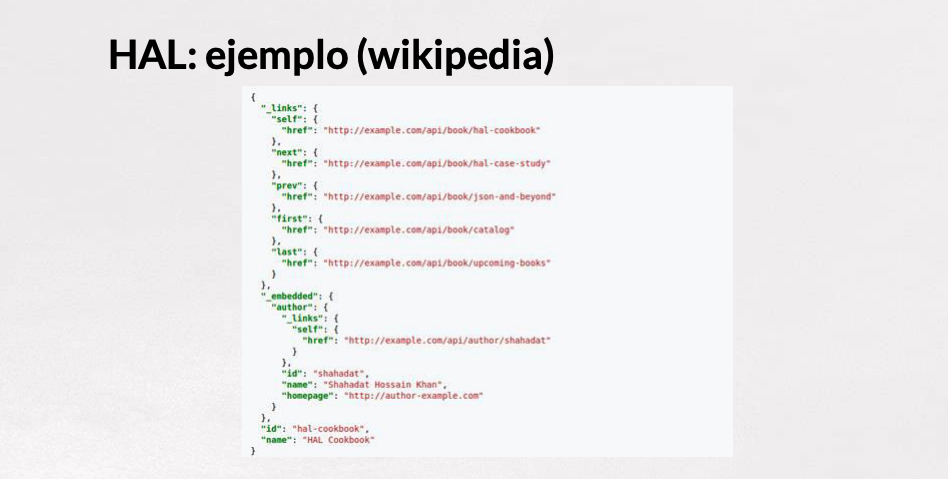 HAL: ejemplo (wikipedia)
{
  "_links": {
    "self": {
      "href": "http://example.com/api/book/hal-cookbook"
    },
    "next": {
      "href": "http://example.com/api/book/hal-case-study"
    },
    "prev": {
      "href": "http://example.com/api/book/json-and-beyond"
    },
    "first": {
      "href": "http://example.com/api/book/catalog"
    },
    "last": {
      "href": "http://example.com/api/book/upcoming-books"
    }
  },
  "_embedded": {
    "author": {
      "_links": {
        "self": {
          "href": "http://example.com/api/author/shahadat"
        }
      },
      "id": "shahadat",
      "name": "Shahadat Hossain Khan",
      "homepage": "http://author-example.com"
    }
  },
  "id": "hal-cookbook",
  "name": "HAL Cookbook"
}